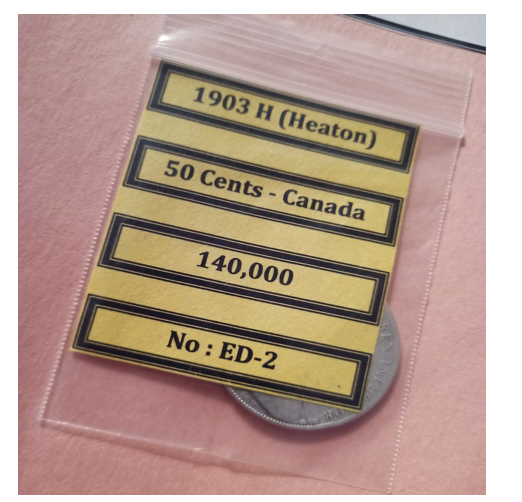 1903 H (Heaton)
50 Cents - Canada
140,000
No : ED-2